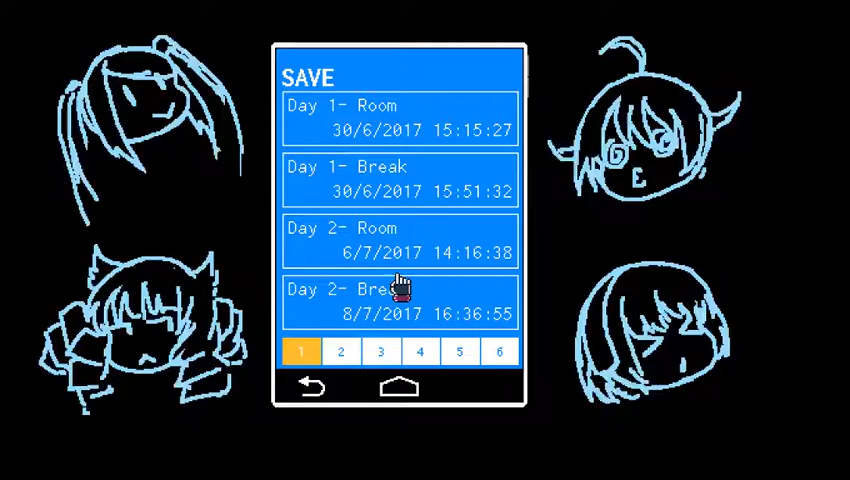 SAVE
Day 1- Room
30/6/2017 15:15:27
Day 1- Break
30/6/2017 15:51:32
Day 2- Room
6/7/2017 14:16:38
Day 2- Break
8/7/2017 16:36:55
1 2 3 4 5 6